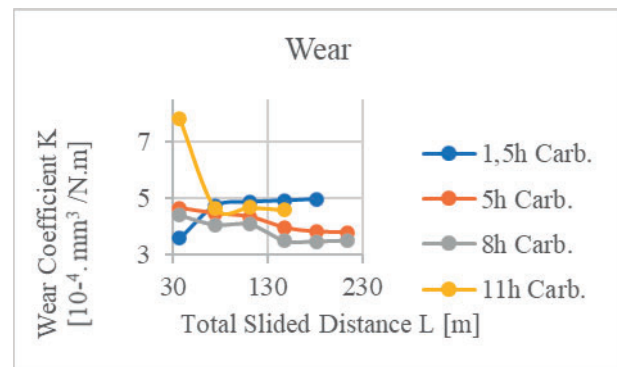 Wear
Wear Coefficient K
[10-⁴. mm³ /N.m]
7
5
3
30
130
230
Total Slided Distance L [m]
1,5h Carb.
5h Carb.
8h Carb.
11h Carb.